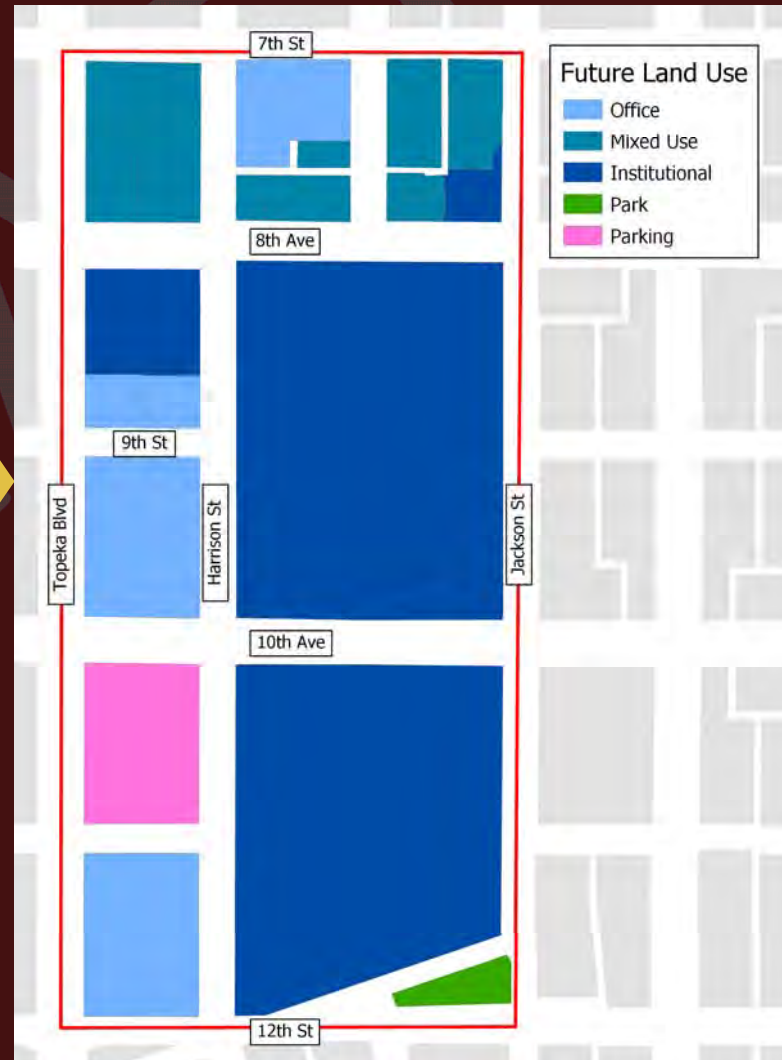 7th St
Future Land Use
Office
Mixed Use
Institutional
Park
Parking
8th Ave
9th St
Topeka Blvd
Harrison St
Jackson St
10th Ave
12th St